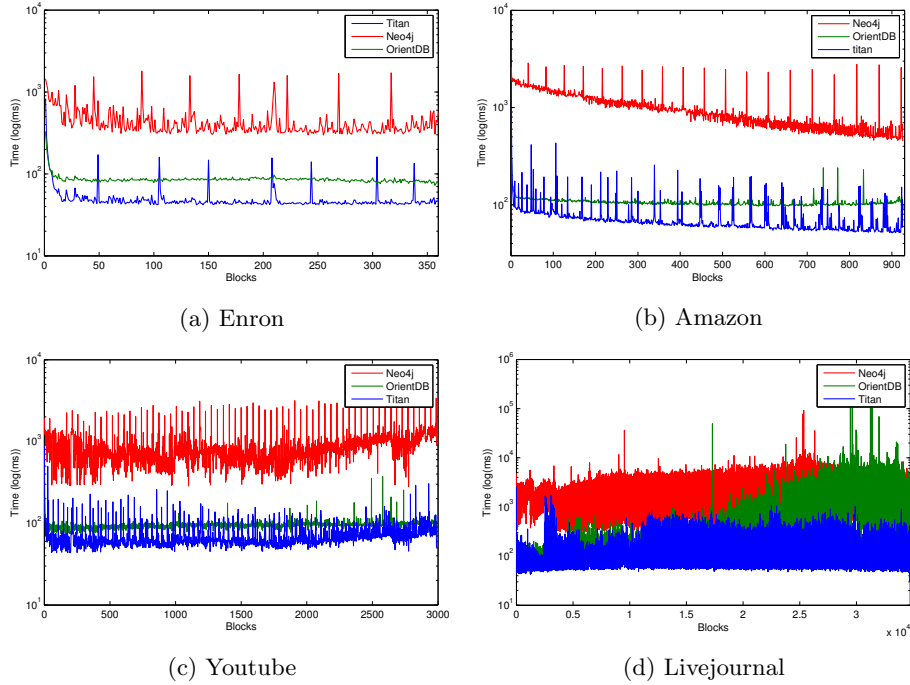 10^4
10^3
10^2
10^1
Time (log(ms))
0 50 100 150 200 250 300 350
Blocks
Titan
Neo4j
OrientDB
(a) Enron
10^4
10^3
10^2
Time (log(ms))
0 100 200 300 400 500 600 700 800 900
Blocks
Neo4j
OrientDB
titan
(b) Amazon
10^4
10^3
10^2
10^1
Time (log(ms))
0 500 1000 1500 2000 2500 3000
Blocks
Neo4j
OrientDB
Titan
(c) Youtube
10^6
10^5
10^4
10^3
10^2
10^1
Time (log(ms))
0 0.5 1 1.5 2 2.5 3
Blocks
x 10^4
Neo4j
OrientDB
Titan
(d) Livejournal